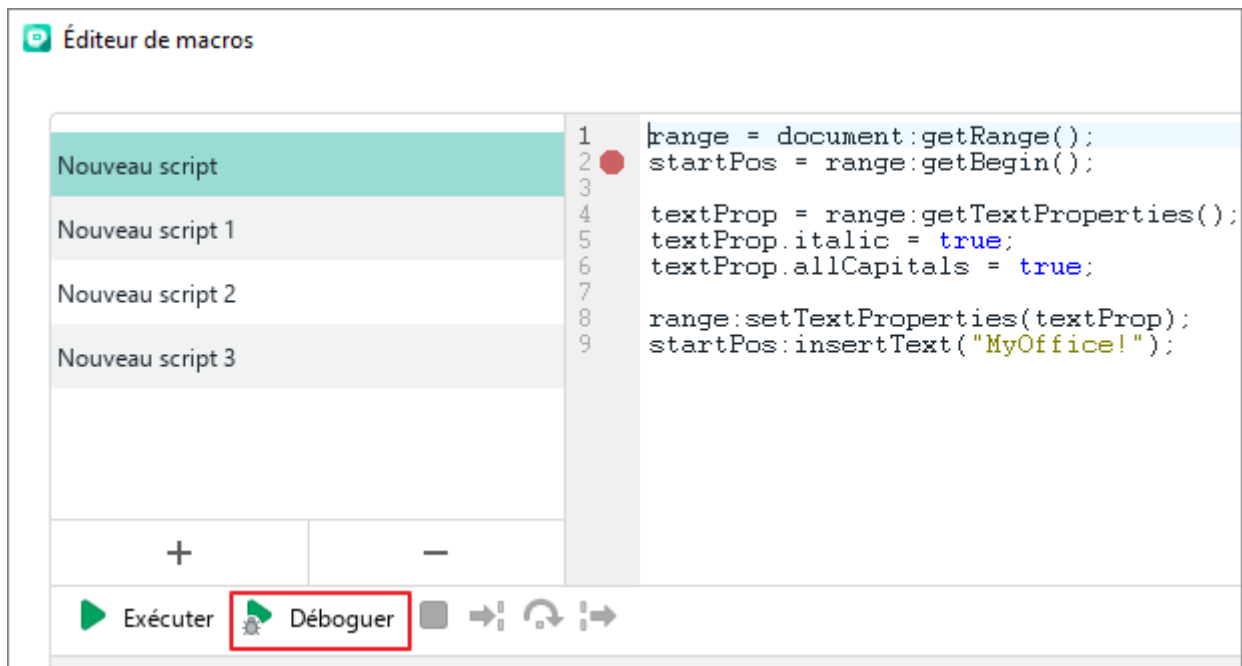 Éditeur de macros
Nouveau script
Nouveau script 1
Nouveau script 2
Nouveau script 3
1 range = document:getRange();
2 startPos = range:getBegin();
3
4 textProp = range:getTextProperties();
5 textProp.italic = true;
6 textProp.allCapitals = true;
7
8 range:setTextProperties(textProp);
9 startPos:insertText("MyOffice!");
+ −
Exécuter Déboguer